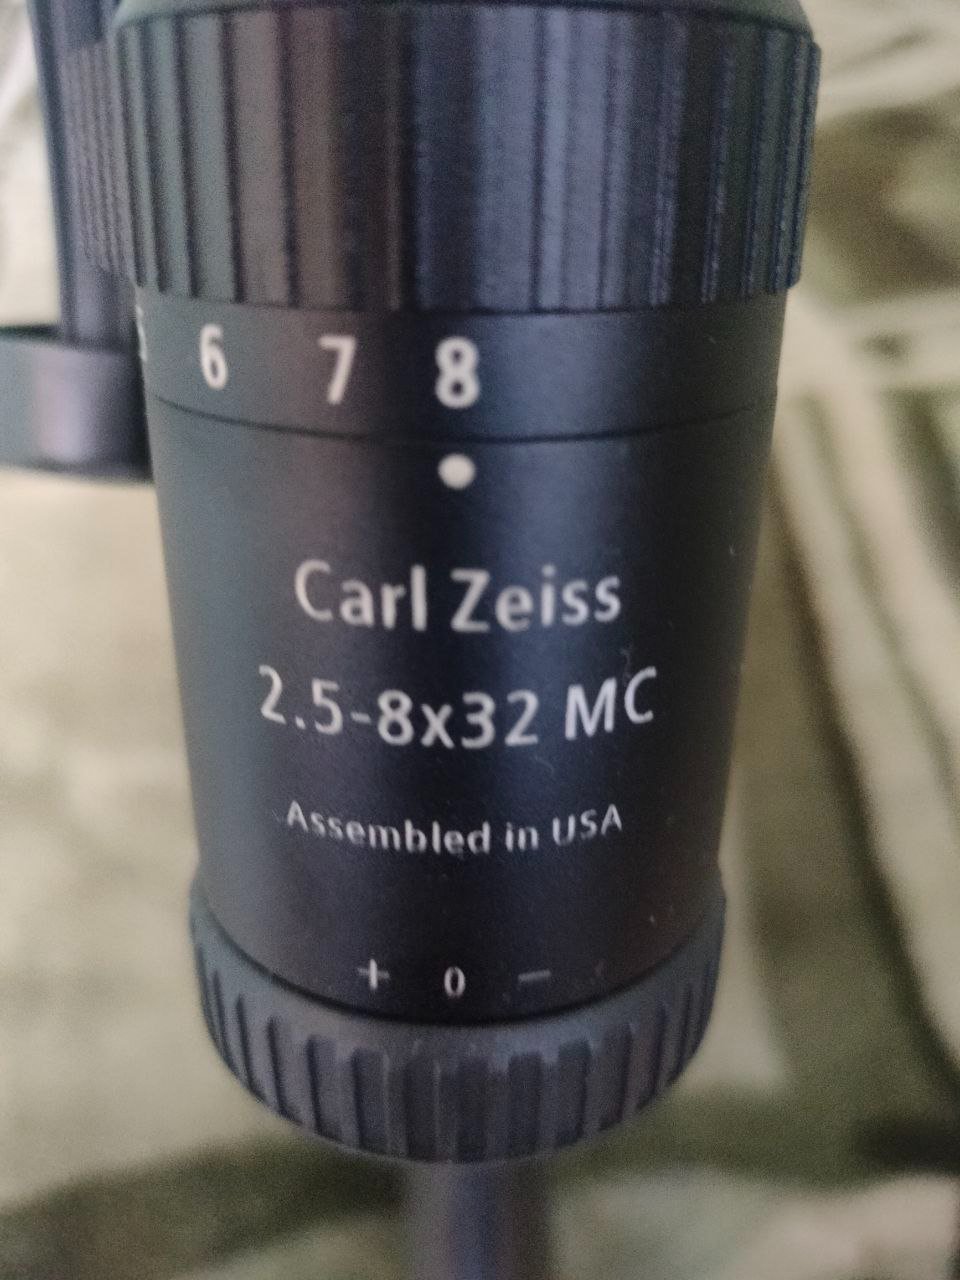 6 7 8
Carl Zeiss
2.5-8x32 MC
Assembled in USA
+ 0 -